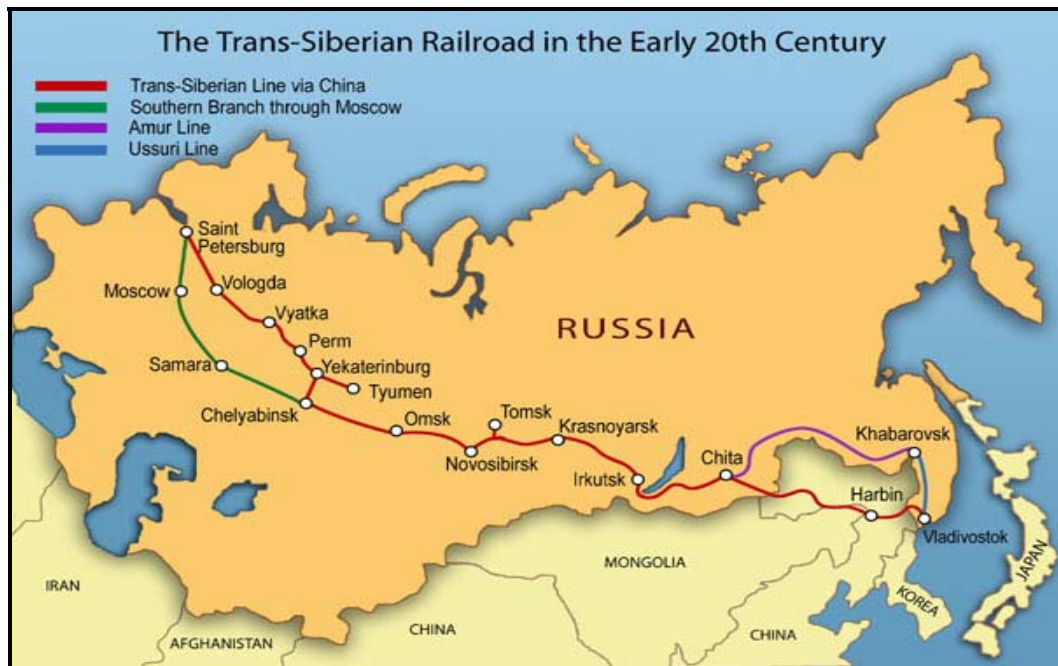 The Trans-Siberian Railroad in the Early 20th Century
Trans-Siberian Line via China
Southern Branch through Moscow
Amur Line
Ussuri Line
Saint
Petersburg
Moscow
Vologda
Vyatka
Perm
RUSSIA
Samara
Yekaterinburg
Tyumen
Chelyabinsk
Omsk
Tomsk
Krasnoyarsk
Khabarovsk
Novosibirsk
Chita
Irkutsk
Harbin
Vladivostok
MONGOLIA
JAPAN
IRAN
KOREA
AFGHANISTAN
CHINA
CHINA